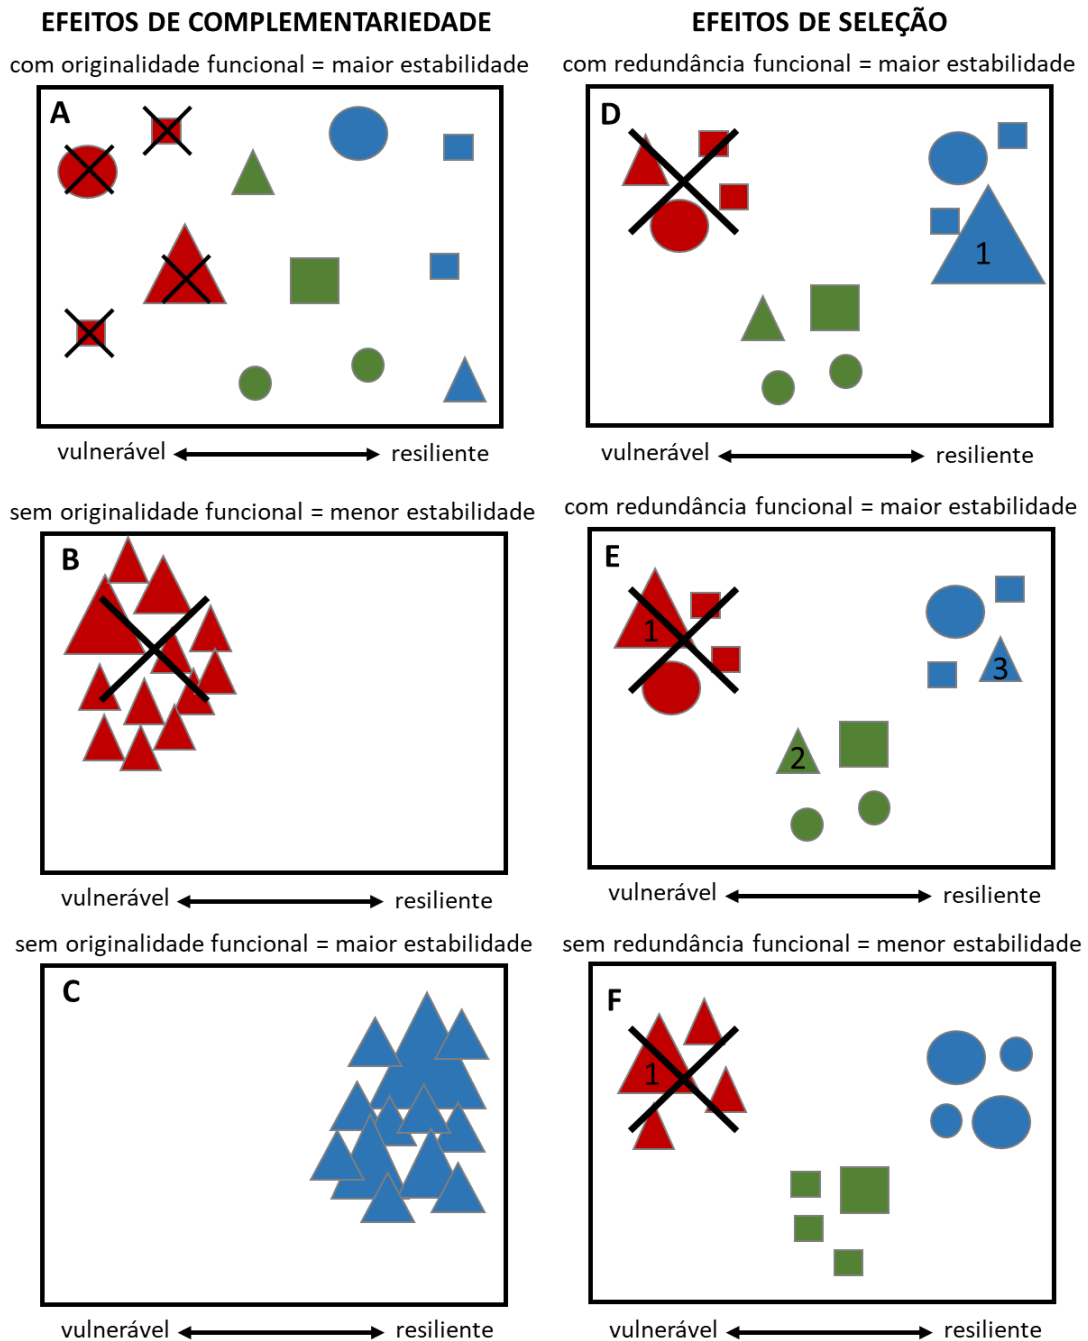 EFEITOS DE COMPLEMENTARIEDADE
com originalidade funcional = maior estabilidade
A
vulnerável resiliente
sem originalidade funcional = menor estabilidade
B
vulnerável resiliente
sem originalidade funcional = maior estabilidade
C
vulnerável resiliente
EFEITOS DE SELEÇÃO
com redundância funcional = maior estabilidade
D
1
vulnerável resiliente
com redundância funcional = maior estabilidade
E
1
3
2
vulnerável resiliente
sem redundância funcional = menor estabilidade
F
1
vulnerável resiliente